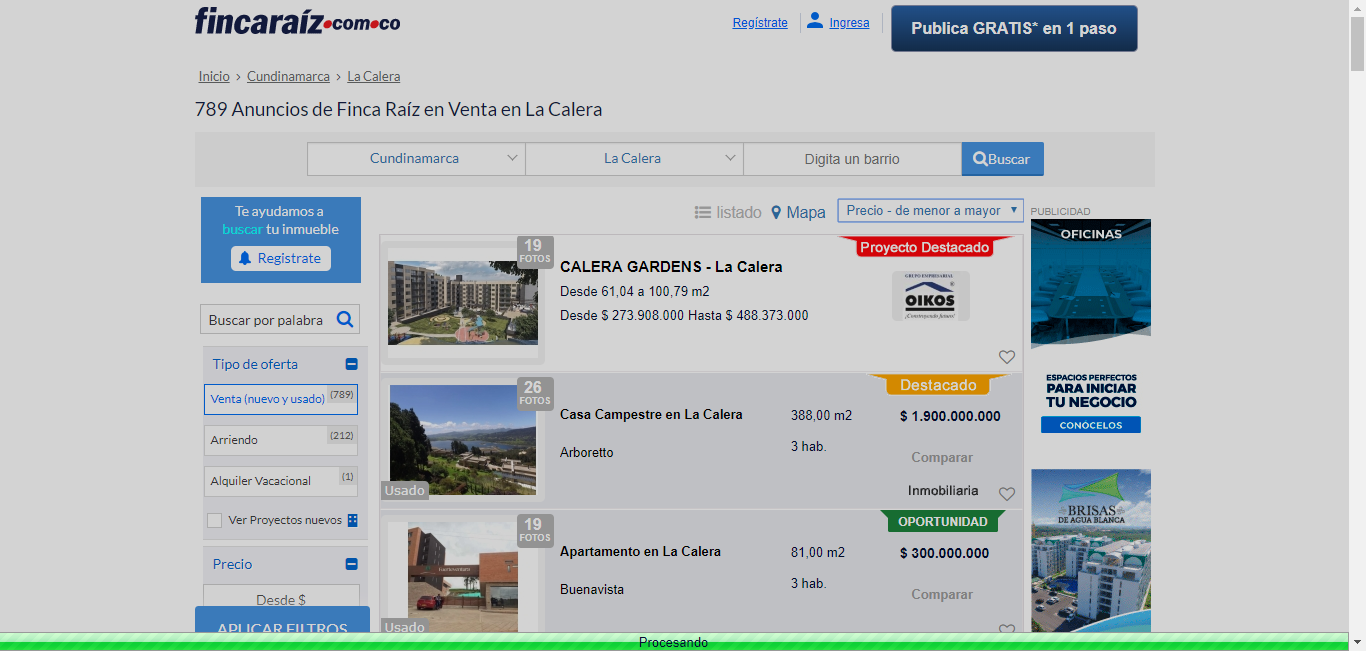 fincaraíz.com.co
Regístrate
Ingresa
Publica GRATIS* en 1 paso
Inicio › Cundinamarca › La Calera
789 Anuncios de Finca Raíz en Venta en La Calera
Cundinamarca
La Calera
Digita un barrio
Buscar
Te ayudamos a
buscar tu inmueble
Registrate
Buscar por palabra
Tipo de oferta
Venta (nuevo y usado) (789)
Arriendo (212)
Alquiler Vacacional (1)
Ver Proyectos nuevos
Precio
Desde $
APLICAR FILTROS
listado
Mapa
Precio - de menor a mayor
19
FOTOS
CALERA GARDENS - La Calera
Desde 61,04 a 100,79 m2
Desde $ 273.908.000 Hasta $ 488.373.000
Proyecto Destacado
GRUPO EMPRESARIAL
OIKOS
¡Construyendo futuro!
26
FOTOS
Usado
Casa Campestre en La Calera
Arboretto
388,00 m2
3 hab.
Destacado
$ 1.900.000.000
Comparar
Inmobiliaria
19
FOTOS
Usado
Apartamento en La Calera
Buenavista
81,00 m2
3 hab.
OPORTUNIDAD
$ 300.000.000
Comparar
PUBLICIDAD
OFICINAS
ESPACIOS PERFECTOS
PARA INICIAR
TU NEGOCIO
CONÓCELOS
BRISAS
DE AGUA BLANCA
Procesando